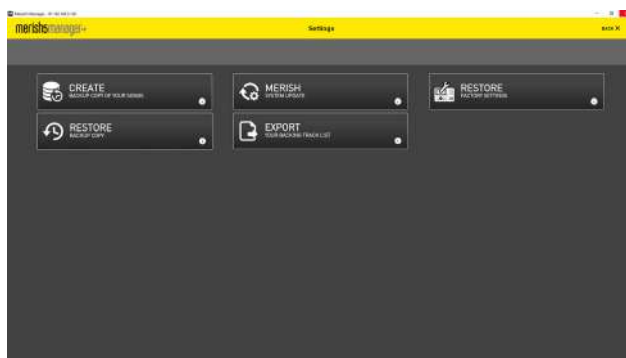 merishsmanager+
Settings
BACK X
CREATE
BACKUP COPY OF YOUR SONGS
MERISH
SYSTEM UPDATE
RESTORE
FACTORY SETTINGS
RESTORE
BACKUP COPY
EXPORT
YOUR BACKING TRACK LIST